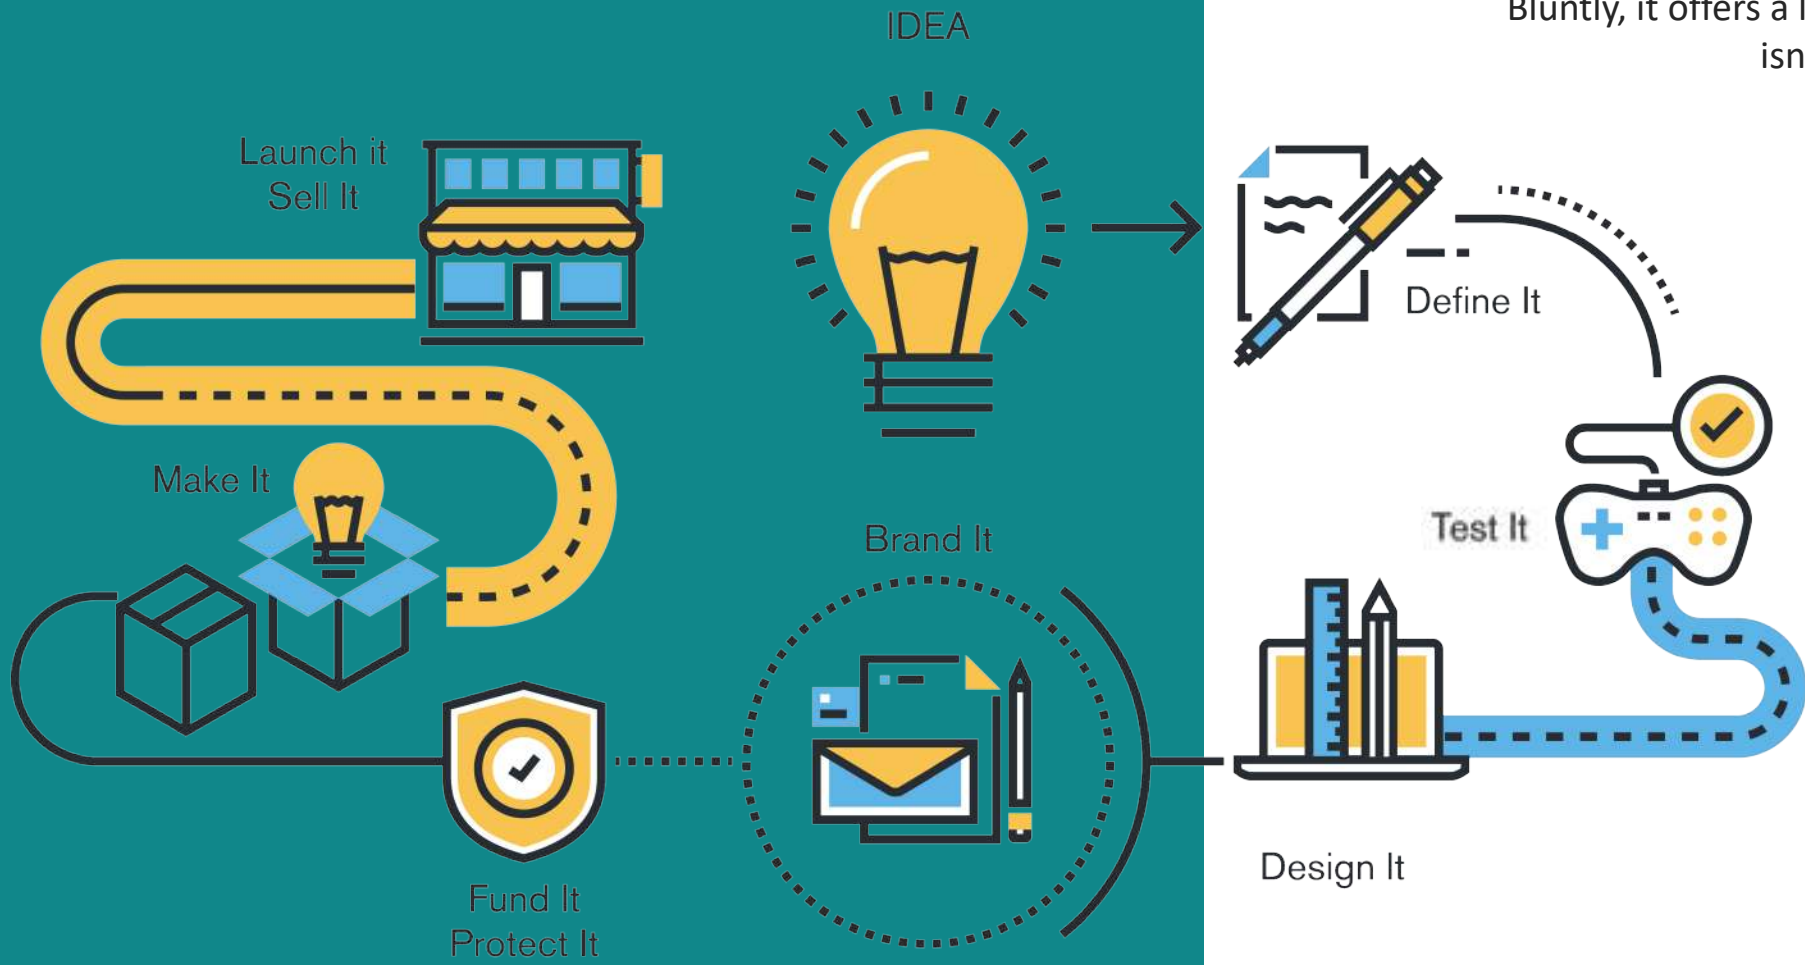 Bluntly, it offers a
isn
IDEA
Launch it
Sell It
Define It
Make It
Test It
Brand It
Design It
Fund It
Protect It